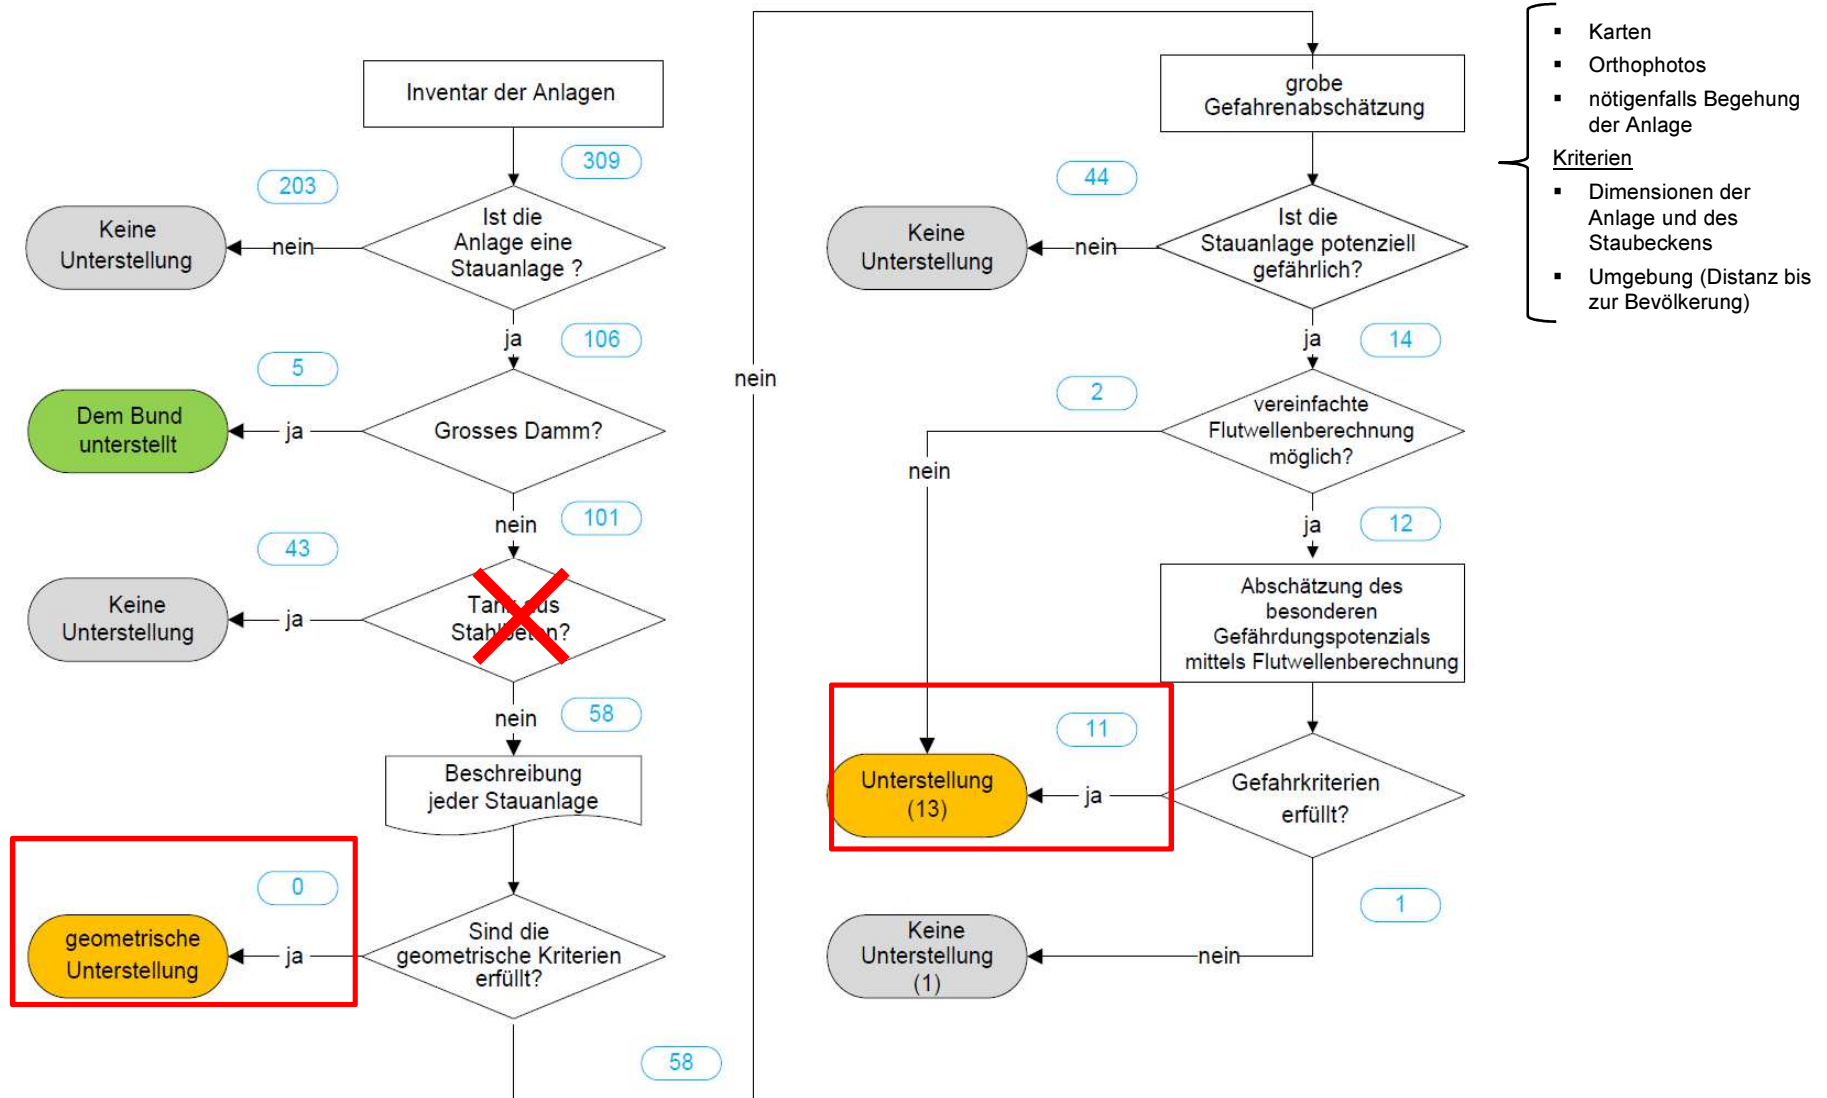 Inventar der Anlagen
309
203
Keine
Unterstellung
nein
Ist die
Anlage eine
Stauanlage ?
ja
106
5
Dem Bund
unterstellt
ja
Grosses Damm?
nein
101
43
Keine
Unterstellung
ja
Tank aus
Stahlbeton?
nein
58
Beschreibung
jeder Stauanlage
0
geometrische
Unterstellung
ja
Sind die
geometrische Kriterien
erfüllt?
58
nein
grobe
Gefahrenabschätzung
44
Keine
Unterstellung
nein
Ist die
Stauanlage potenziell
gefährlich?
ja
14
2
vereinfachte
Flutwellenberechnung
möglich?
nein
ja
12
Abschätzung des
besonderen
Gefährdungspotenzials
mittels Flutwellenberechnung
11
Unterstellung
(13)
ja
Gefahrkriterien
erfüllt?
1
Keine
Unterstellung
(1)
nein
▪ Karten
▪ Orthophotos
▪ nötigenfalls Begehung
der Anlage
Kriterien
▪ Dimensionen der
Anlage und des
Staubeckens
▪ Umgebung (Distanz bis
zur Bevölkerung)